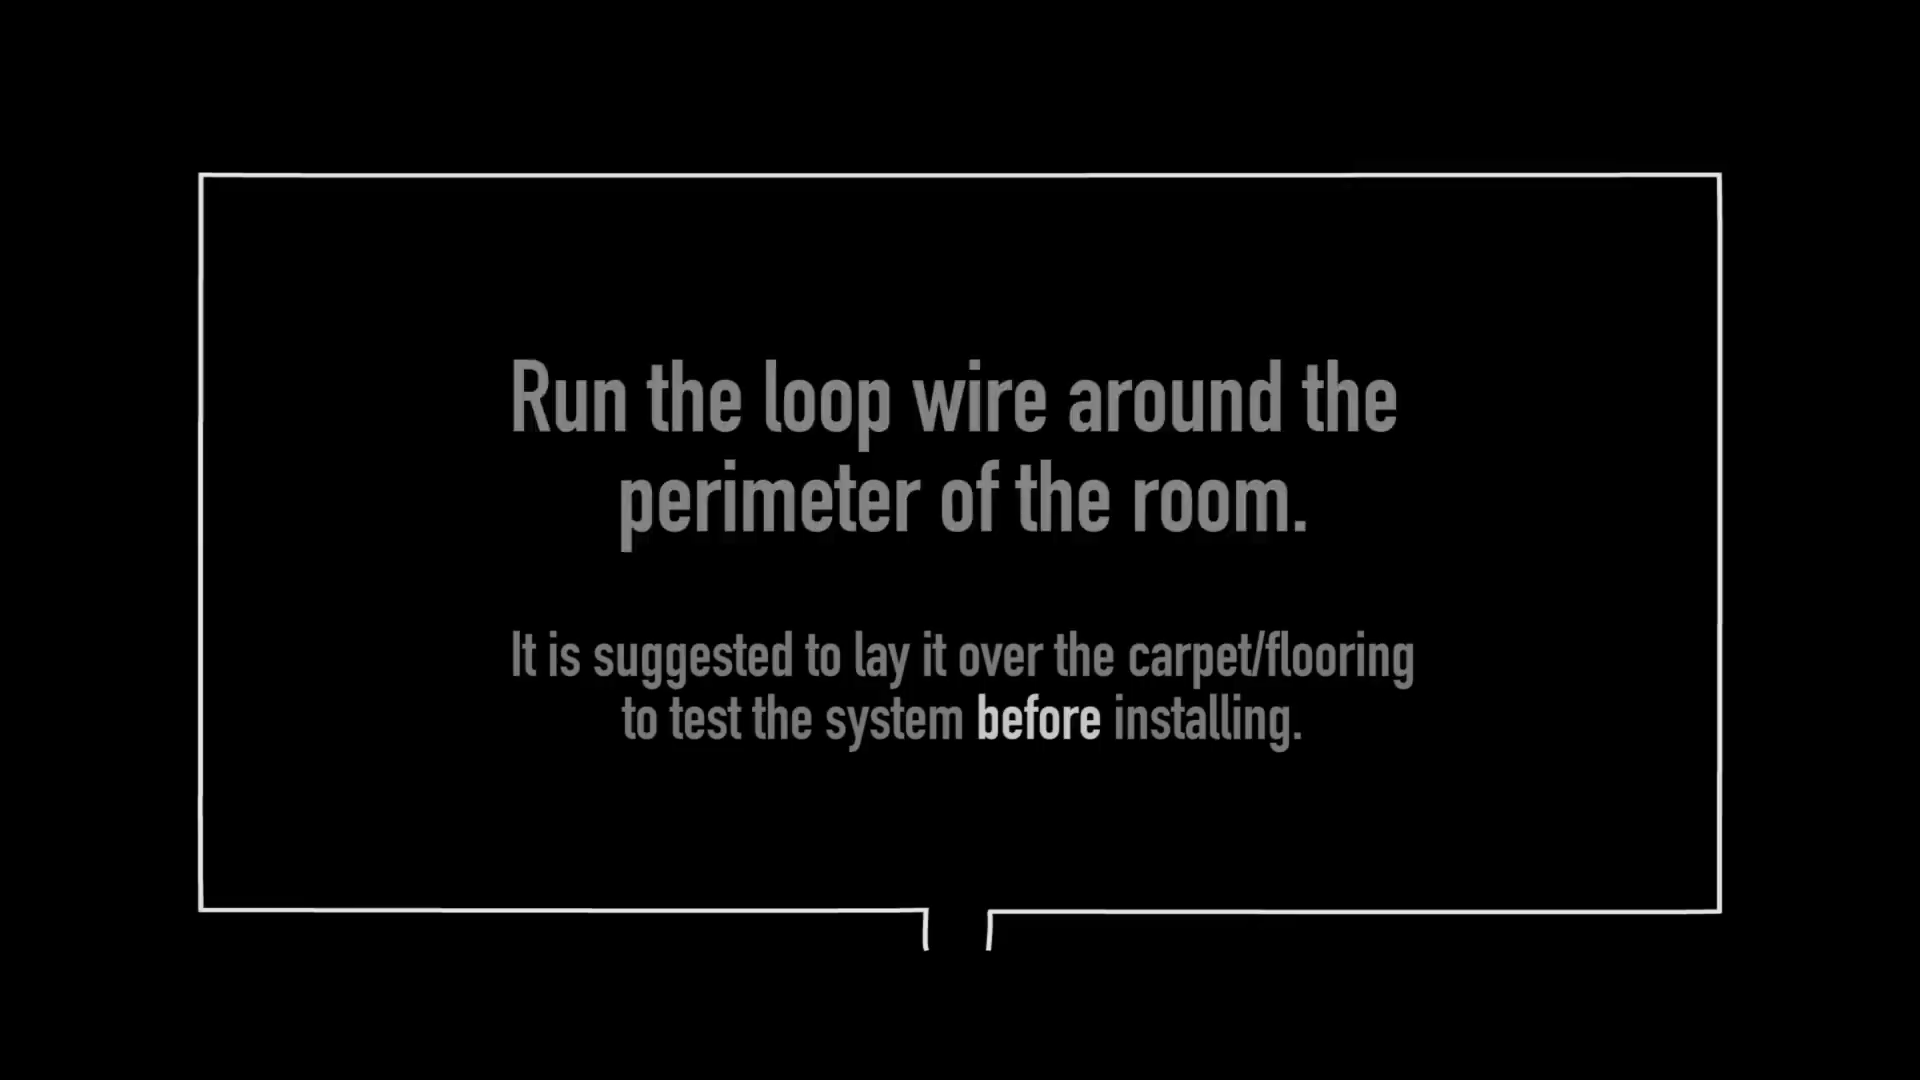 Run the loop wire around the
perimeter of the room.
It is suggested to lay it over the carpet/flooring
to test the system before installing.